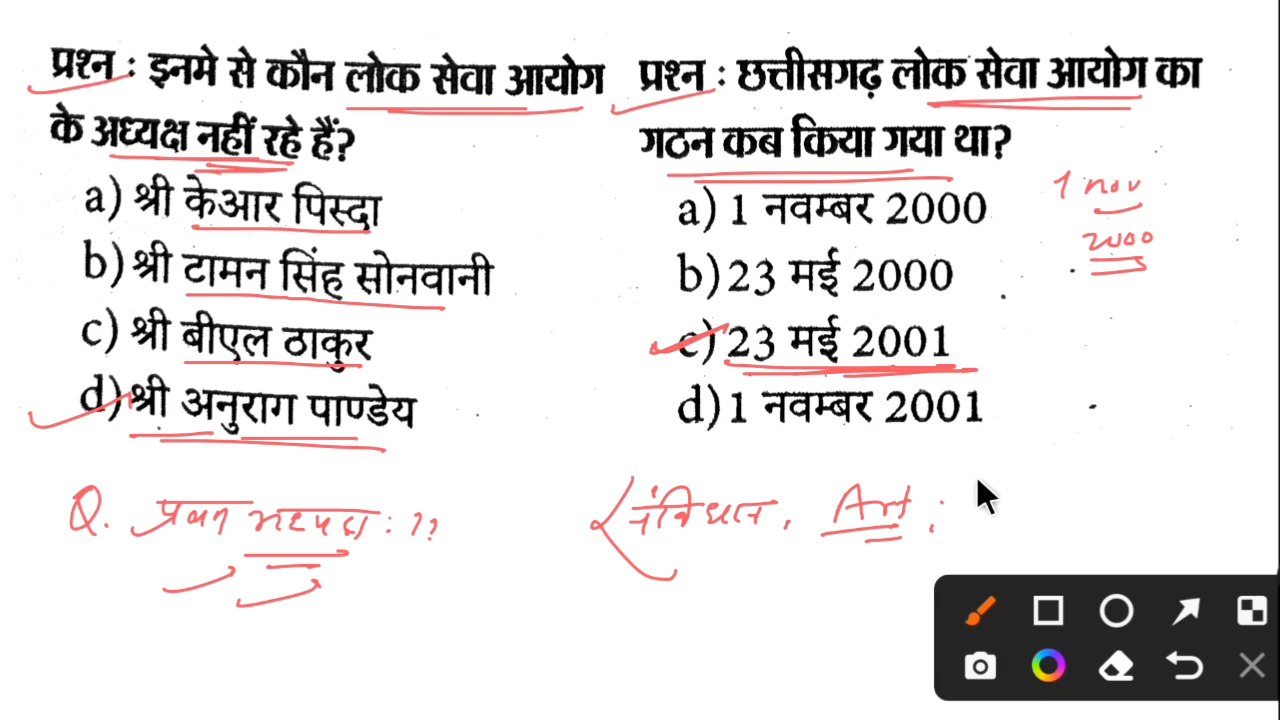 प्रश्न : इनमे से कौन लोक सेवा आयोग
के अध्यक्ष नहीं रहे हैं?
a) श्री केआर पिस्दा
b) श्री टामन सिंह सोनवानी
c) श्री बीएल ठाकुर
d) श्री अनुराग पाण्डेय
प्रश्न : छत्तीसगढ़ लोक सेवा आयोग का
गठन कब किया गया था?
a) 1 नवम्बर 2000
b) 23 मई 2000
c) 23 मई 2001
d) 1 नवम्बर 2001
1 nov
2000
Q. : ??
संविधान. Art :